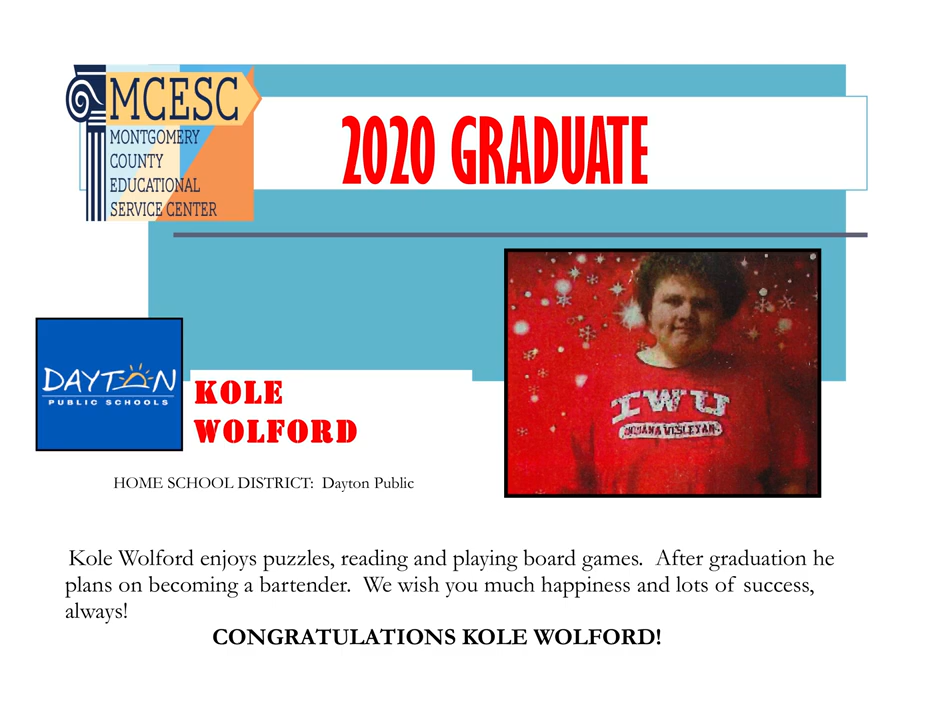 MCESC
MONTGOMERY
COUNTY
EDUCATIONAL
SERVICE CENTER
2020 GRADUATE
DAYTON
PUBLIC SCHOOLS
KOLE
WOLFORD
IWU
INDIANA WESLEYAN
HOME SCHOOL DISTRICT: Dayton Public
Kole Wolford enjoys puzzles, reading and playing board games. After graduation he
plans on becoming a bartender. We wish you much happiness and lots of success,
always!
CONGRATULATIONS KOLE WOLFORD!